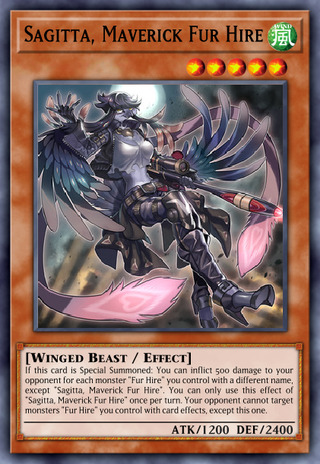 Sagitta, Maverick Fur Hire
WIND
風
[Winged Beast / Effect]
If this card is Special Summoned: You can inflict 500 damage to your
opponent for each monster "Fur Hire" you control with a different name,
except "Sagitta, Maverick Fur Hire". You can only use this effect of
"Sagitta, Maverick Fur Hire" once per turn. Your opponent cannot target
monsters "Fur Hire" you control with card effects, except this one.
ATK/1200 DEF/2400